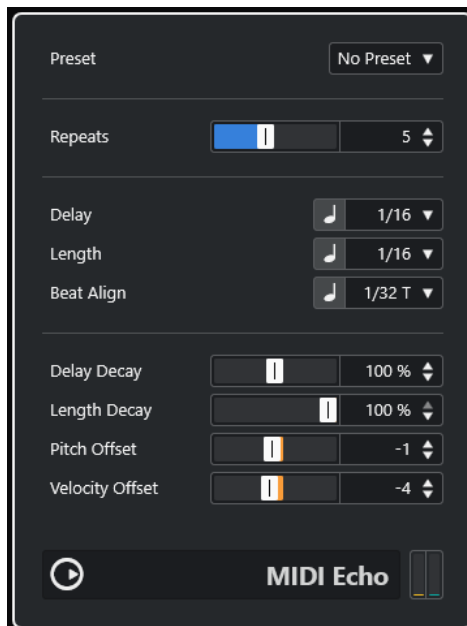 Preset No Preset
Repeats 5
Delay 1/16
Length 1/16
Beat Align 1/32 T
Delay Decay 100 %
Length Decay 100 %
Pitch Offset -1
Velocity Offset -4
MIDI Echo